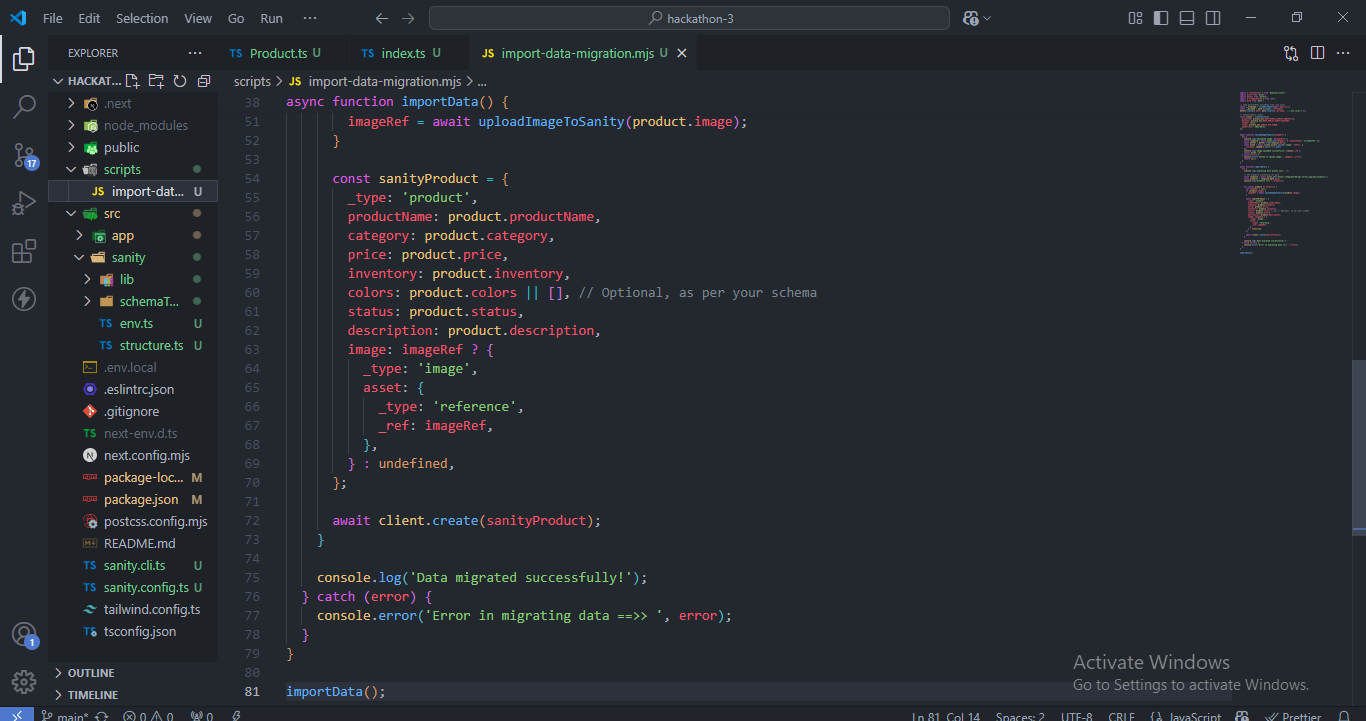 File Edit Selection View Go Run ··· hackathon-3
EXPLORER ···
TS Product.ts U
TS index.ts U
JS import-data-migration.mjs U
HACKAT...
scripts > JS import-data-migration.mjs > ...
.next
node_modules
public
scripts
JS import-dat... U
src
app
sanity
lib
schemaT...
TS env.ts U
TS structure.ts U
.env.local
.eslintrc.json
.gitignore
TS next-env.d.ts
N next.config.mjs
package-loc... M
package.json M
postcss.config.mjs
README.md
TS sanity.cli.ts U
TS sanity.config.ts U
tailwind.config.ts
TS tsconfig.json
OUTLINE
TIMELINE
17
1
38 async function importData() {
51 imageRef = await uploadImageToSanity(product.image);
52 }
53
54 const sanityProduct = {
55 _type: 'product',
56 productName: product.productName,
57 category: product.category,
58 price: product.price,
59 inventory: product.inventory,
60 colors: product.colors || [], // Optional, as per your schema
61 status: product.status,
62 description: product.description,
63 image: imageRef ? {
64 _type: 'image',
65 asset: {
66 _type: 'reference',
67 _ref: imageRef,
68 },
69 } : undefined,
70 };
71
72 await client.create(sanityProduct);
73 }
74
75 console.log('Data migrated successfully!');
76 } catch (error) {
77 console.error('Error in migrating data ==>> ', error);
78 }
79 }
80
81 importData();
Activate Windows
Go to Settings to activate Windows.
main* 0 0 0 Ln 81, Col 14 Spaces: 2 UTF-8 CRLF {} JavaScript Prettier